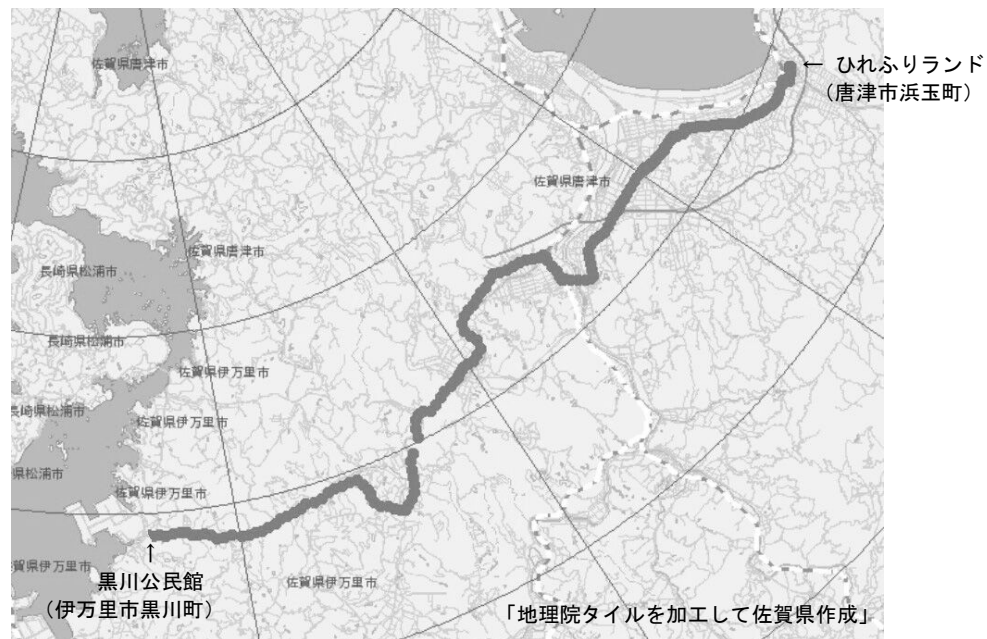 佐賀県唐津市
← ひれふりランド
(唐津市浜玉町)
佐賀県唐津市
佐賀県唐津市
長崎県松浦市
長崎県松浦市
佐賀県伊万里市
長崎県松浦市
佐賀県伊万里市
県松浦市
佐賀県伊万里市
賀県伊万里市
↑
黒川公民館
(伊万里市黒川町)
佐賀県伊万里市
「地理院タイルを加工して佐賀県作成」